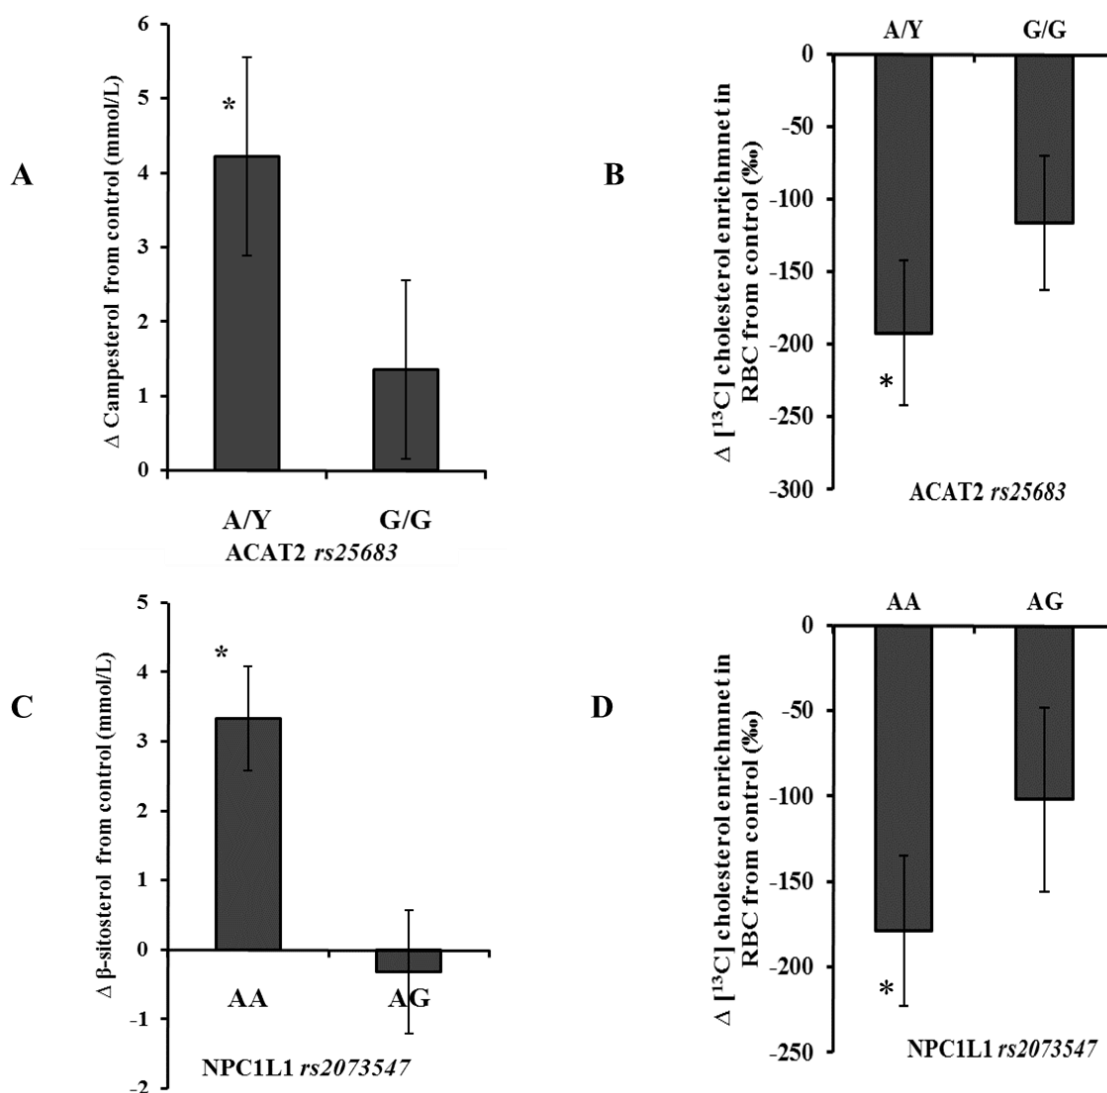 A
Δ Campesterol from control (mmol/L)
6
5
4
3
2
1
0
*
A/Y G/G
ACAT2 rs25683
B
Δ [¹³C] cholesterol enrichmnet in
RBC from control (‰)
A/Y G/G
0
-50
-100
-150
-200
-250
-300
*
ACAT2 rs25683
C
Δ β-sitosterol from control (mmol/L)
5
4
3
2
1
0
-1
-2
*
AA AG
NPC1L1 rs2073547
D
Δ [¹³C] cholesterol enrichmnet in
RBC from control (‰)
AA AG
0
-50
-100
-150
-200
-250
*
NPC1L1 rs2073547